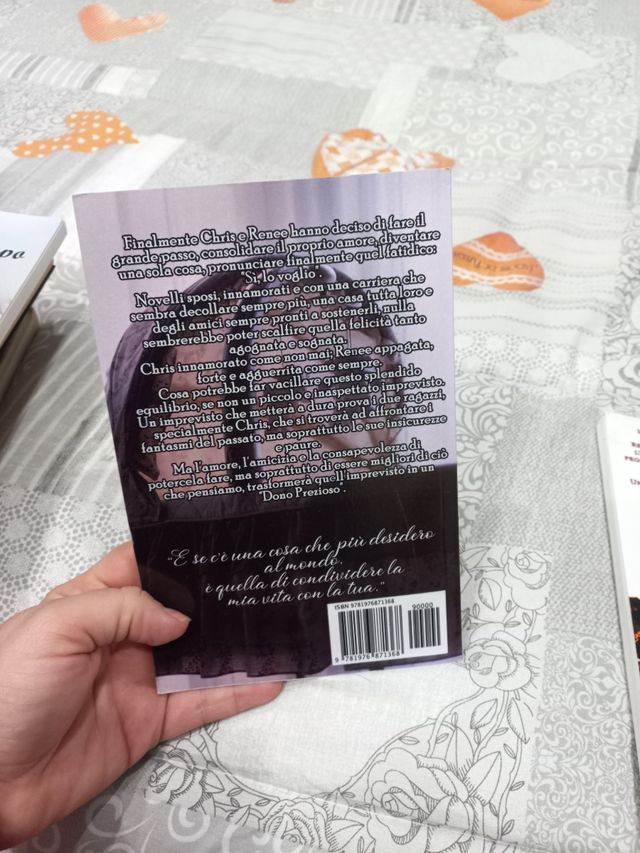 Finalmente Chris e Renee hanno deciso di fare il
grande passo, consolidare il proprio amore, diventare
una sola cosa, pronunciare finalmente quel fatidico:
"Sì, lo voglio".
Novelli sposi, innamorati e con una carriera che
sembra decollare sempre più, una casa tutta loro e
degli amici sempre pronti a sostenerli, nulla
sembrerebbe poter scalfire quella felicità tanto
agognata e sognata.
Chris innamorato come non mai; Renee appagata,
forte e agguerrita come sempre.
Cosa potrebbe far vacillare questo splendido
equilibrio, se non un piccolo e inaspettato imprevisto.
Un imprevisto che metterà a dura prova i due ragazzi,
specialmente Chris, che si troverà ad affrontare i
fantasmi del passato, ma soprattutto le sue insicurezze
e paure.
Ma l'amore, l'amicizia e la consapevolezza di
potercela fare, ma soprattutto di essere migliori di ciò
che pensiamo, trasformerà quell'imprevisto in un
"Dono Prezioso".
"E se c'è una cosa che più desidero
al mondo,
è quella di condividere la
mia vita con la tua."
ISBN 9781976871368
90000
9 781976 871368